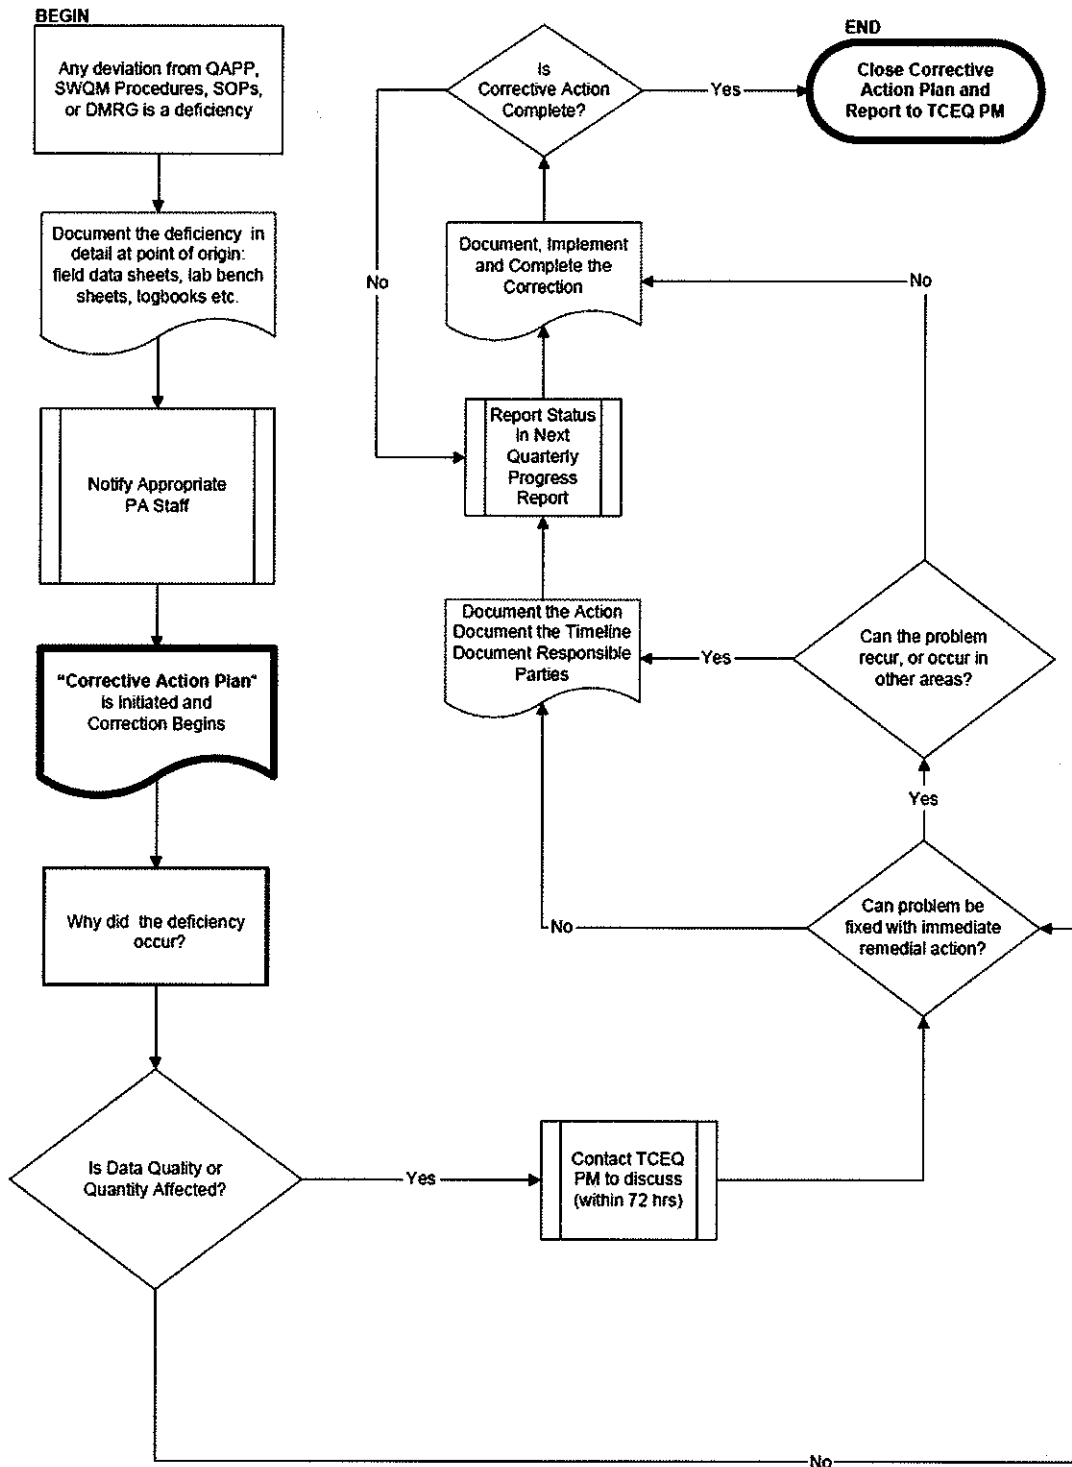 BEGIN
Any deviation from QAPP,
SWQM Procedures, SOPs,
or DMRG is a deficiency
Document the deficiency in
detail at point of origin:
field data sheets, lab bench
sheets, logbooks etc.
Notify Appropriate
PA Staff
"Corrective Action Plan"
is Initiated and
Correction Begins
Why did the deficiency
occur?
Is Data Quality or
Quantity Affected?
Yes
No
Contact TCEQ
PM to discuss
(within 72 hrs)
Can problem be
fixed with immediate
remedial action?
No
Yes
Can the problem
recur, or occur in
other areas?
Yes
No
Document the Action
Document the Timeline
Document Responsible
Parties
Report Status
In Next
Quarterly
Progress
Report
Document, Implement
and Complete the
Correction
Is
Corrective Action
Complete?
No
Yes
END
Close Corrective
Action Plan and
Report to TCEQ PM